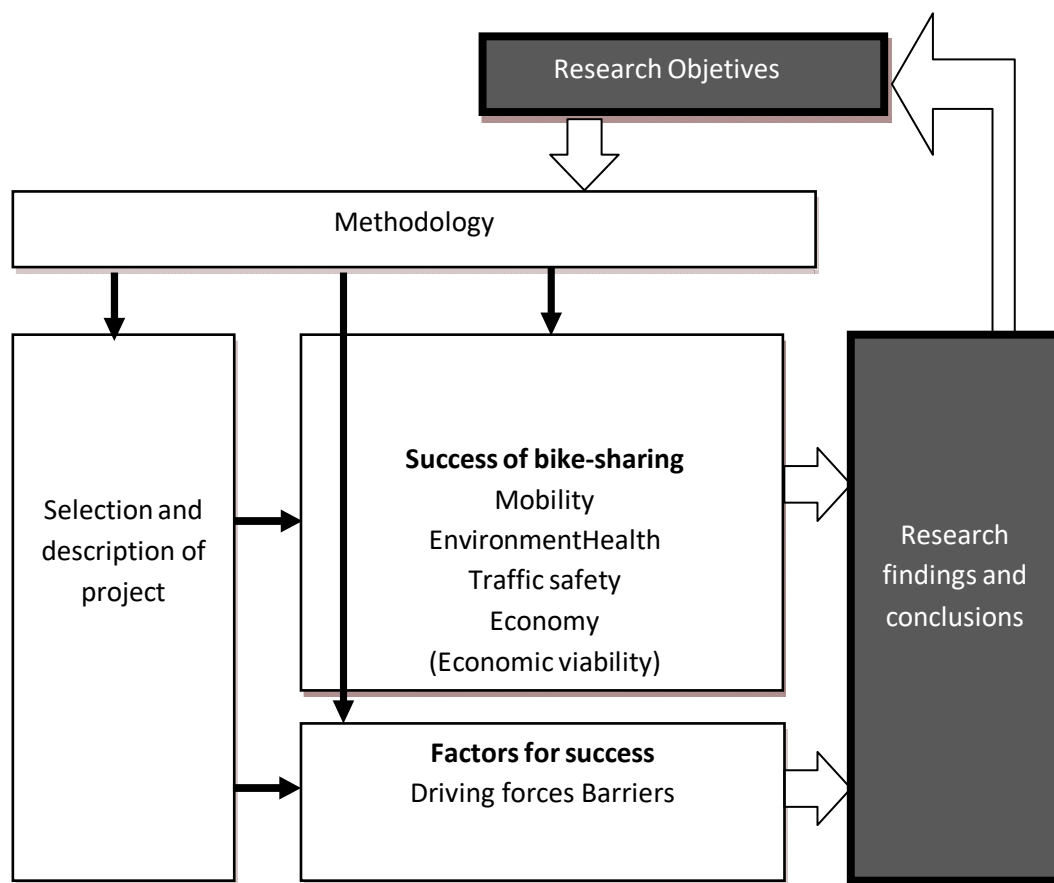 Research Objetives
Methodology
Selection and
description of
project
Success of bike-sharing
Mobility
EnvironmentHealth
Traffic safety
Economy
(Economic viability)
Factors for success
Driving forces Barriers
Research
findings and
conclusions